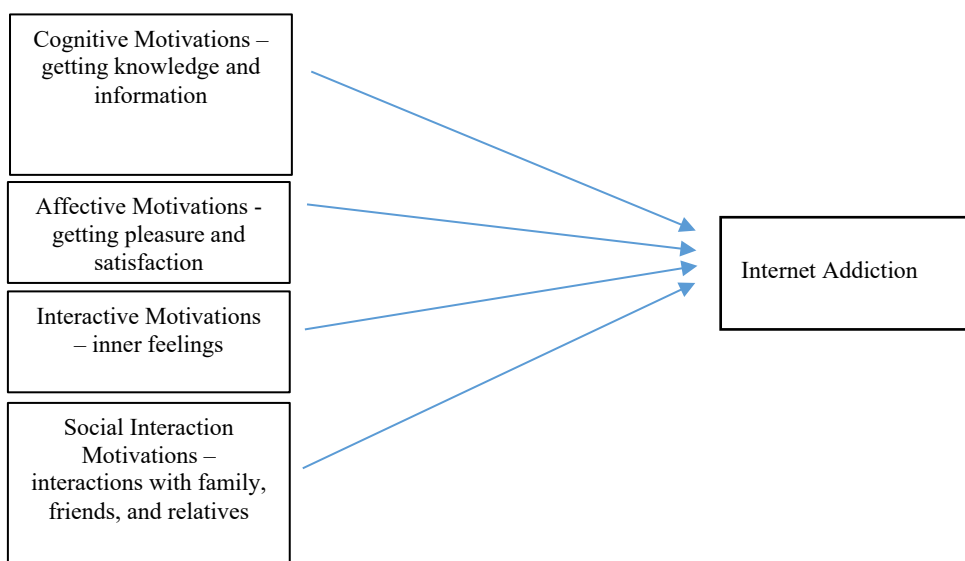 Cognitive Motivations –
getting knowledge and
information
Affective Motivations -
getting pleasure and
satisfaction
Interactive Motivations
– inner feelings
Social Interaction
Motivations –
interactions with family,
friends, and relatives
Internet Addiction